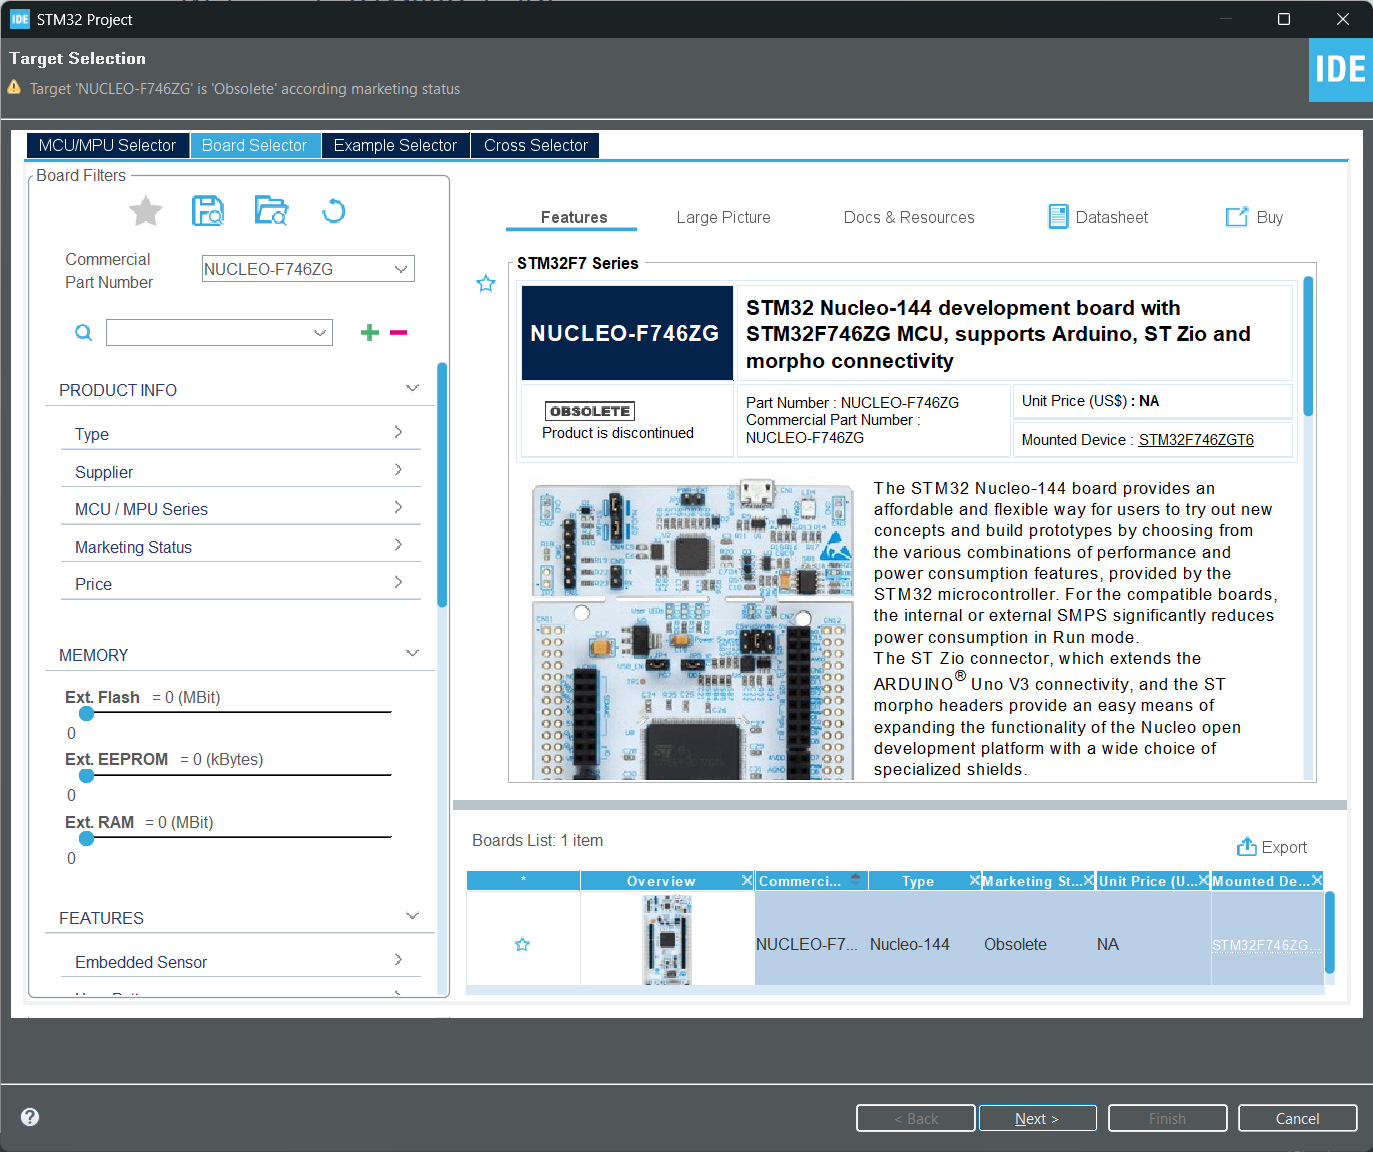 IDE STM32 Project
Target Selection
Target 'NUCLEO-F746ZG' is 'Obsolete' according marketing status
IDE
MCU/MPU Selector
Board Selector
Example Selector
Cross Selector
Board Filters
Commercial
Part Number
NUCLEO-F746ZG
PRODUCT INFO
Type
Supplier
MCU / MPU Series
Marketing Status
Price
MEMORY
Ext. Flash = 0 (MBit)
0
Ext. EEPROM = 0 (kBytes)
0
Ext. RAM = 0 (MBit)
0
FEATURES
Embedded Sensor
Features
Large Picture
Docs & Resources
Datasheet
Buy
STM32F7 Series
NUCLEO-F746ZG
STM32 Nucleo-144 development board with
STM32F746ZG MCU, supports Arduino, ST Zio and
morpho connectivity
OBSOLETE
Product is discontinued
Part Number : NUCLEO-F746ZG
Commercial Part Number :
NUCLEO-F746ZG
Unit Price (US$) : NA
Mounted Device : STM32F746ZGT6
The STM32 Nucleo-144 board provides an
affordable and flexible way for users to try out new
concepts and build prototypes by choosing from
the various combinations of performance and
power consumption features, provided by the
STM32 microcontroller. For the compatible boards,
the internal or external SMPS significantly reduces
power consumption in Run mode.
The ST Zio connector, which extends the
ARDUINO® Uno V3 connectivity, and the ST
morpho headers provide an easy means of
expanding the functionality of the Nucleo open
development platform with a wide choice of
specialized shields.
Boards List: 1 item
Export
* Overview Commerci... Type Marketing St... Unit Price (U... Mounted De...
NUCLEO-F7... Nucleo-144 Obsolete NA STM32F746ZG...
< Back
Next >
Finish
Cancel